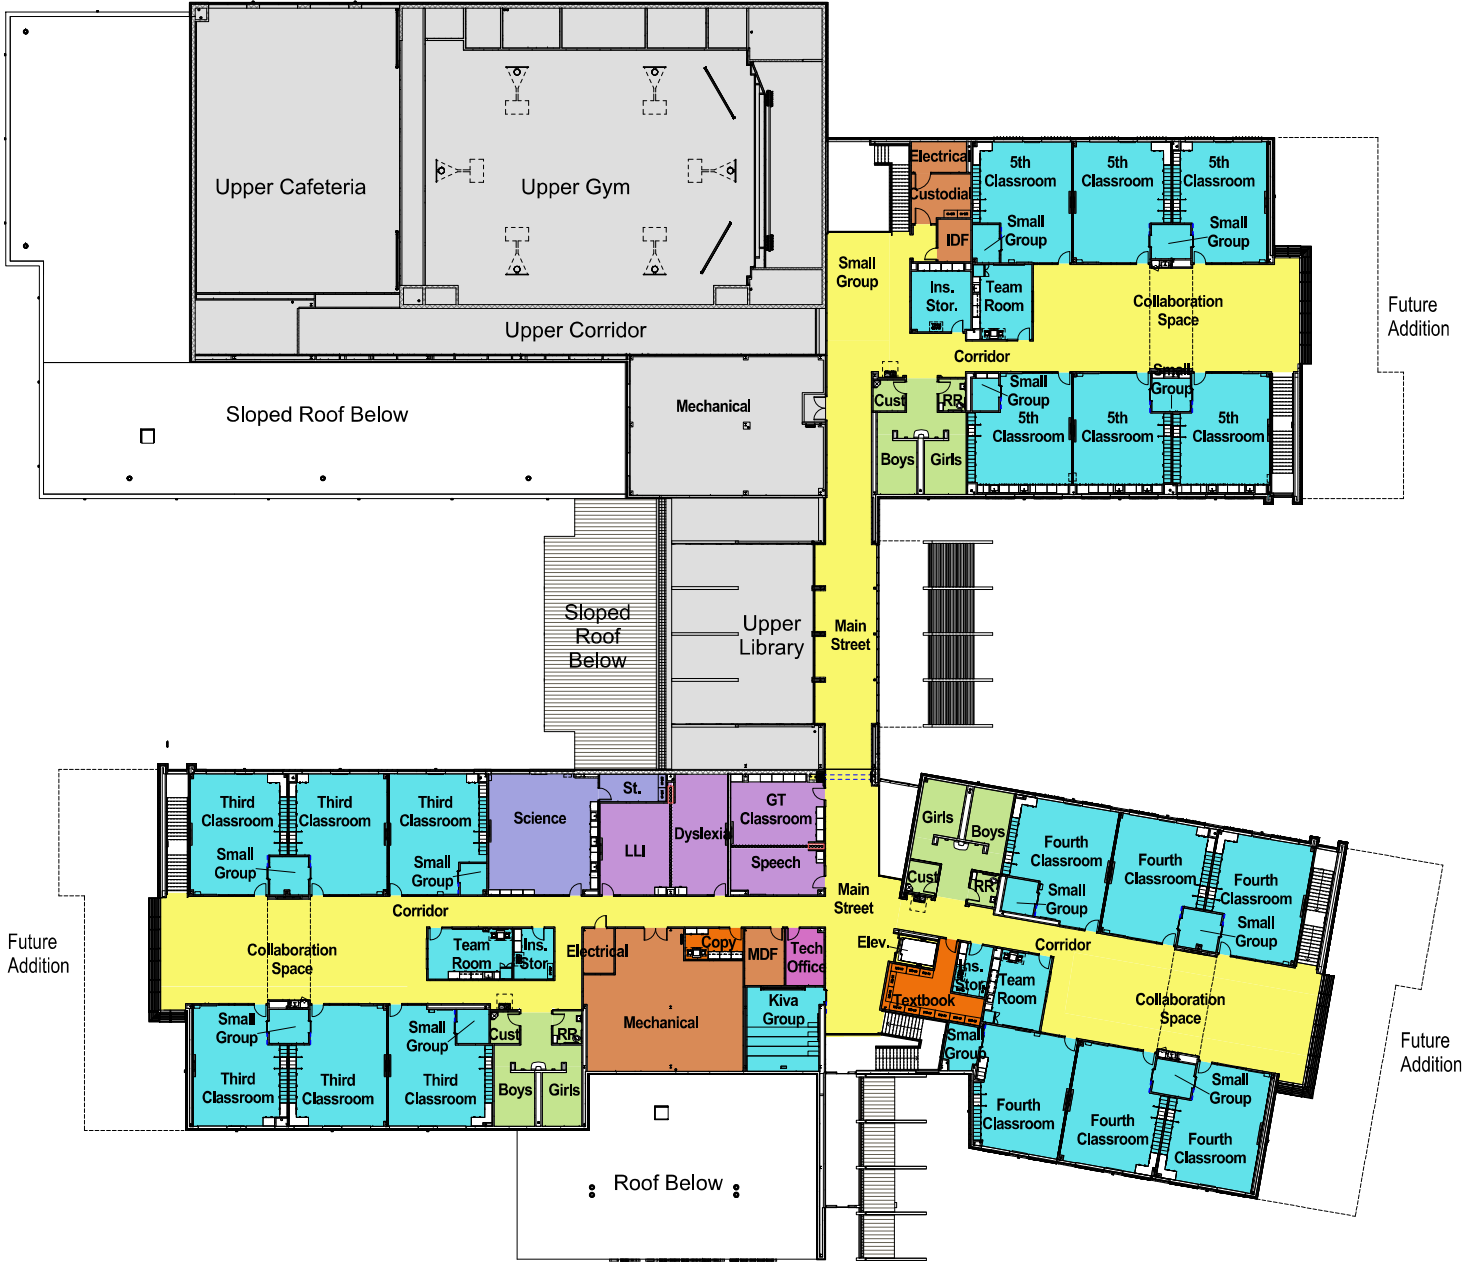 Electrical
Custodial
IDF
5th
Classroom
5th
Classroom
5th
Classroom
Small
Group
Small
Group
Upper Cafeteria
Upper Gym
Small
Group
Ins.
Stor.
Team
Room
Collaboration
Space
Future
Addition
Upper Corridor
Corridor
Sloped Roof Below
Mechanical
Cust
RR
Small
Group
Small
Group
5th
Classroom
5th
Classroom
5th
Classroom
Boys
Girls
Sloped
Roof
Below
Upper
Library
Main
Street
Third
Classroom
Third
Classroom
Third
Classroom
Small
Group
Small
Group
Science
St.
LLI
Dyslexia
GT
Classroom
Speech
Girls
Boys
Cust
RR
Fourth
Classroom
Fourth
Classroom
Fourth
Classroom
Small
Group
Small
Group
Corridor
Main
Street
Future
Addition
Collaboration
Space
Team
Room
Ins.
Stor.
Electrical
Copy
MDF
Tech
Office
Elev.
Corridor
Ins.
Stor.
Team
Room
Textbook
Collaboration
Space
Future
Addition
Small
Group
Small
Group
Cust
RR
Mechanical
Kiva
Group
Small
Group
Small
Group
Third
Classroom
Third
Classroom
Third
Classroom
Boys
Girls
Fourth
Classroom
Fourth
Classroom
Fourth
Classroom
Roof Below